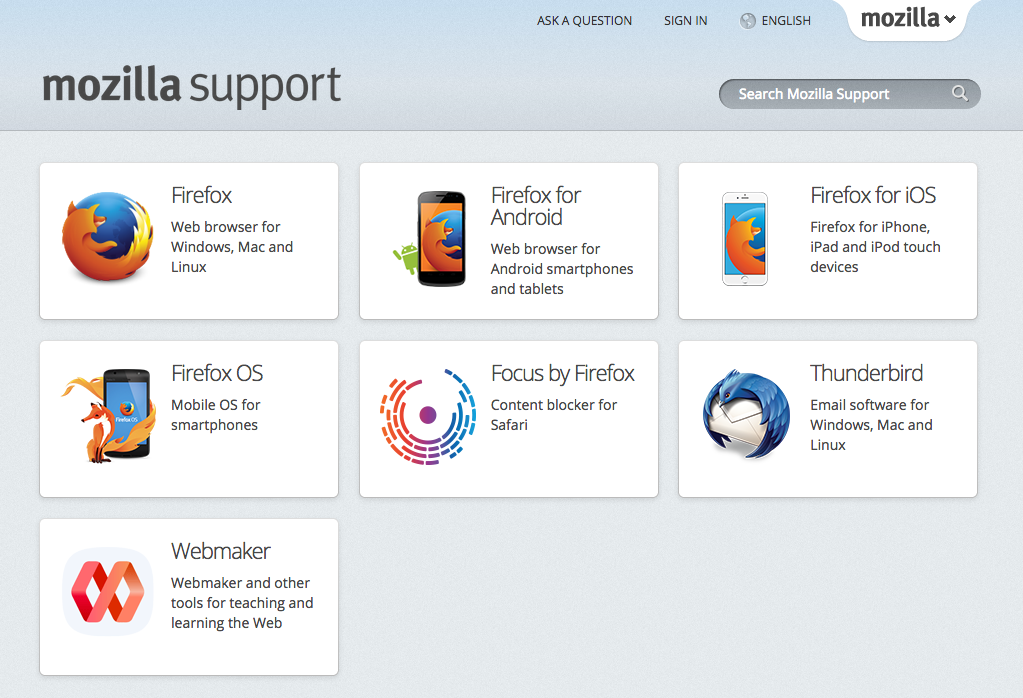 ASK A QUESTION SIGN IN ENGLISH mozilla
mozilla support
Search Mozilla Support
Firefox
Web browser for
Windows, Mac and
Linux
Firefox for
Android
Web browser for
Android smartphones
and tablets
Firefox for iOS
Firefox for iPhone,
iPad and iPod touch
devices
Firefox OS
Firefox OS
Mobile OS for
smartphones
Focus by Firefox
Content blocker for
Safari
Thunderbird
Email software for
Windows, Mac and
Linux
Webmaker
Webmaker and other
tools for teaching and
learning the Web